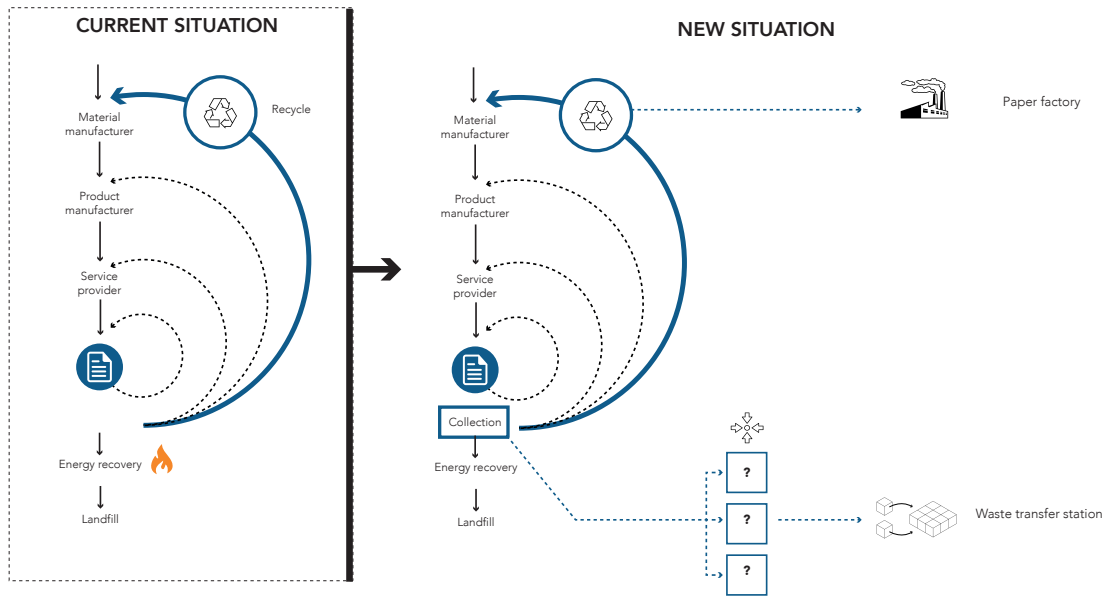 CURRENT SITUATION
Recycle
Material
manufacturer
Product
manufacturer
Service
provider
Energy recovery
Landfill
NEW SITUATION
Paper factory
Material
manufacturer
Product
manufacturer
Service
provider
Collection
Energy recovery
Landfill
?
?
?
Waste transfer station